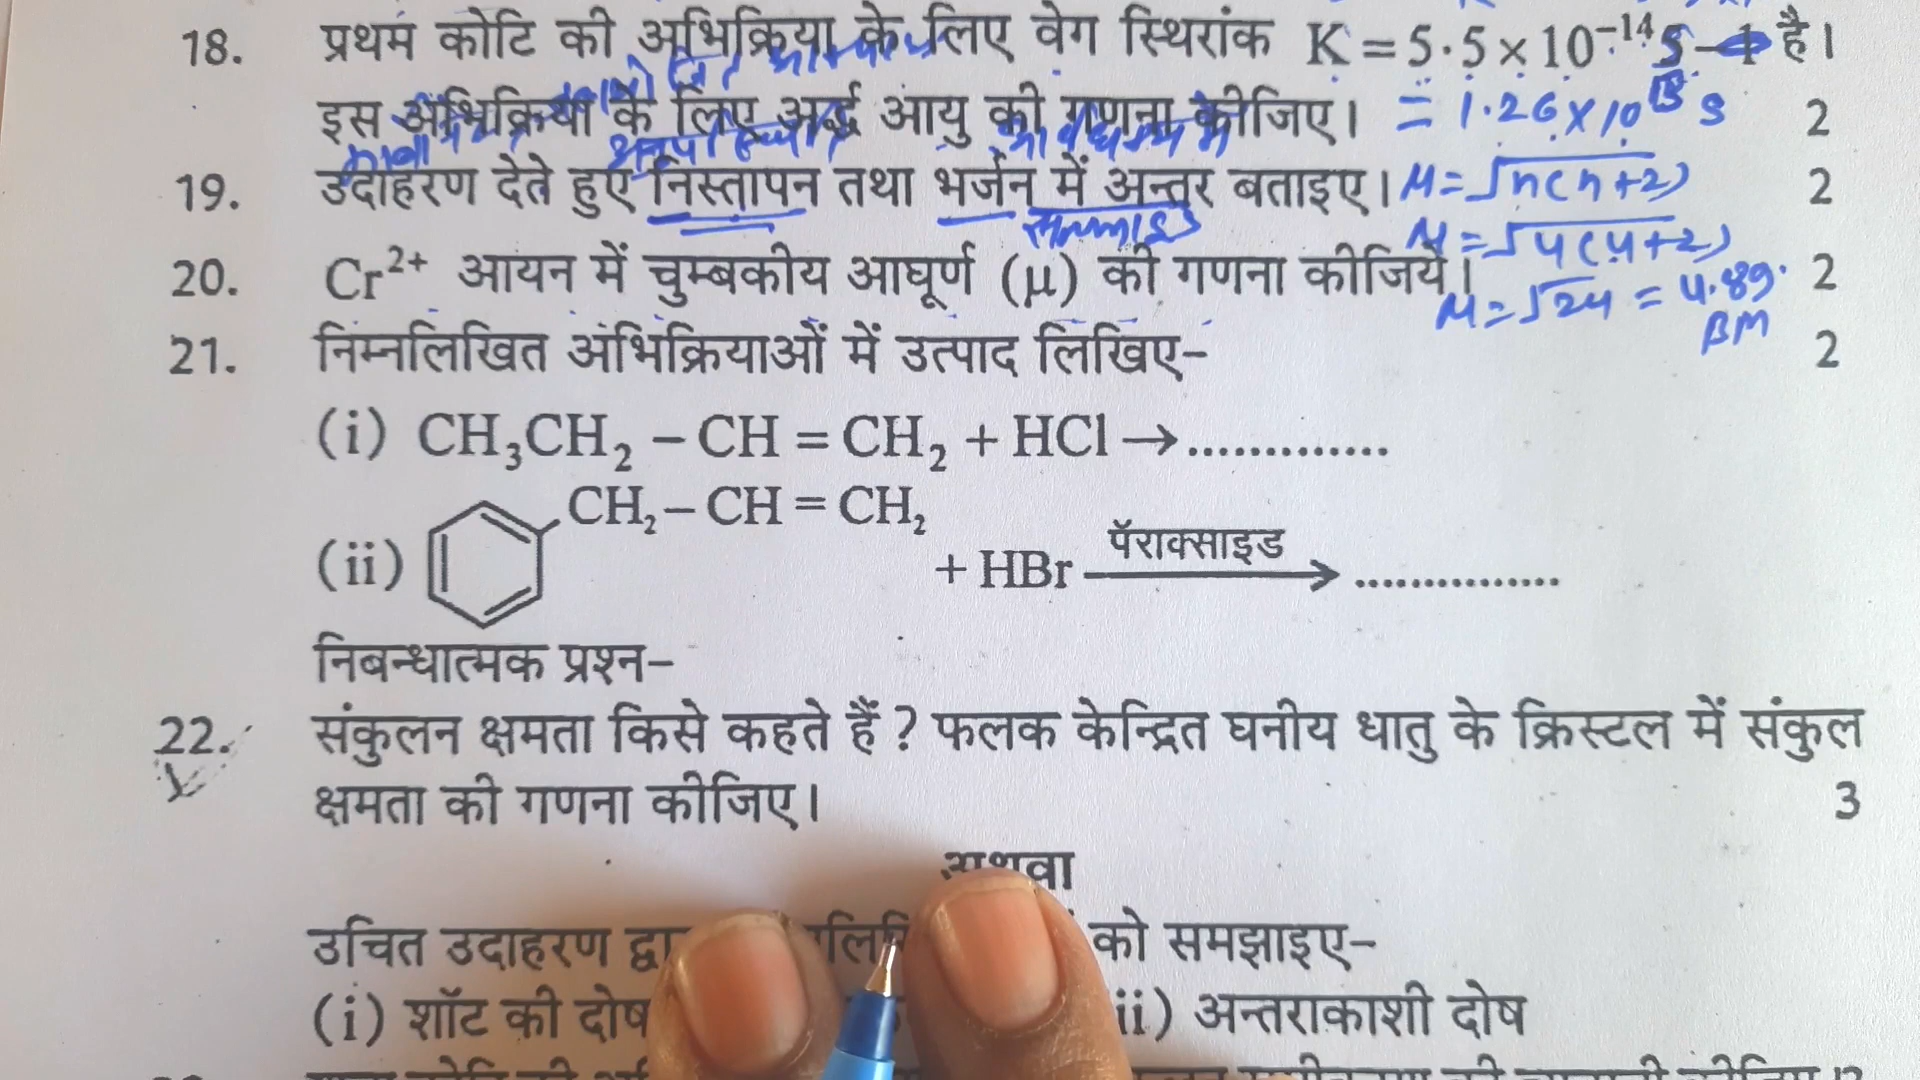 18. प्रथम कोटि की अभिक्रिया के लिए वेग स्थिरांक K = 5.5 × 10⁻¹⁴ S-1 है।
इस अभिक्रिया के लिए अर्द्ध आयु की गणना कीजिए। = 1.26 × 10¹³ S 2
19. उदाहरण देते हुए निस्तापन तथा भर्जन में अन्तर बताइए। μ = √n(n+2) 2
μ = √4(4+2)
20. Cr²⁺ आयन में चुम्बकीय आघूर्ण (μ) की गणना कीजिये। 2
μ = √24 = 4.89 BM
21. निम्नलिखित अभिक्रियाओं में उत्पाद लिखिए– 2
(i) CH₃CH₂ – CH = CH₂ + HCl → .............
(ii) CH₂ – CH = CH₂ + HBr पॅराक्साइड → ..............
निबन्धात्मक प्रश्न–
22. संकुलन क्षमता किसे कहते हैं ? फलक केन्द्रित घनीय धातु के क्रिस्टल में संकुल
क्षमता की गणना कीजिए। 3
अथवा
उचित उदाहरण को समझाइए–
(i) शॉट की दोष ii) अन्तराकाशी दोष